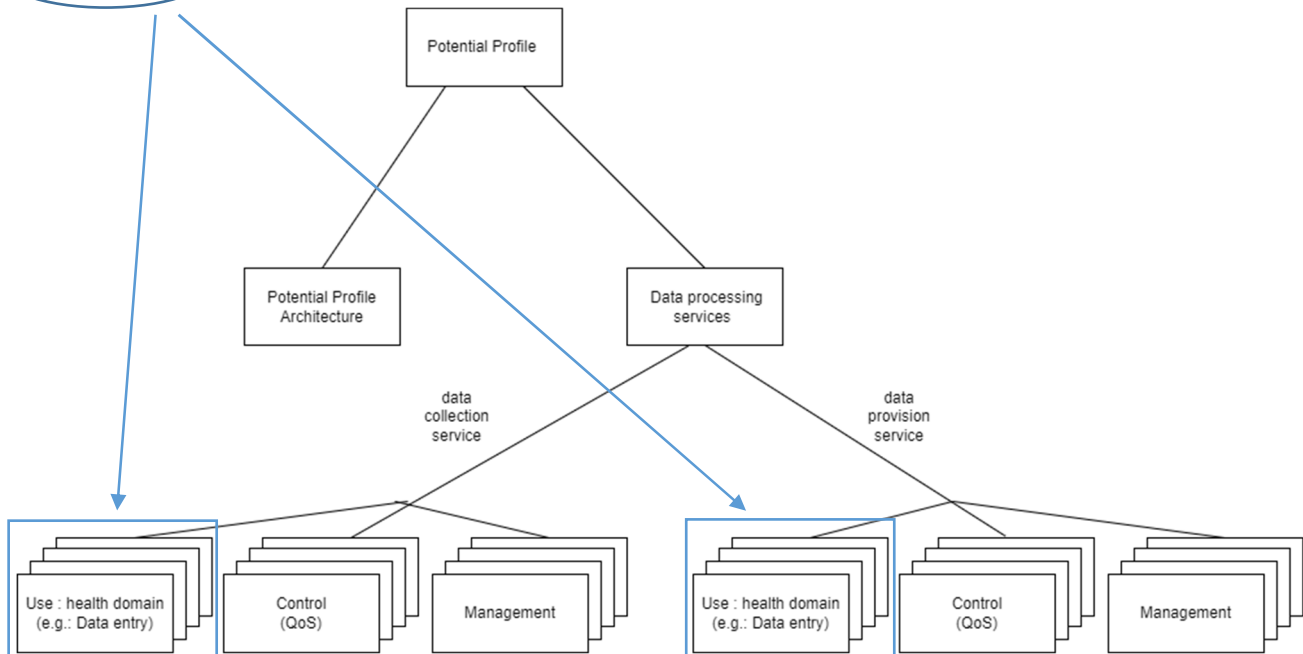 Potential Profile
Potential Profile
Architecture
Data processing
services
data
collection
service
data
provision
service
Use : health domain
(e.g.: Data entry)
Control
(QoS)
Management
Use : health domain
(e.g.: Data entry)
Control
(QoS)
Management